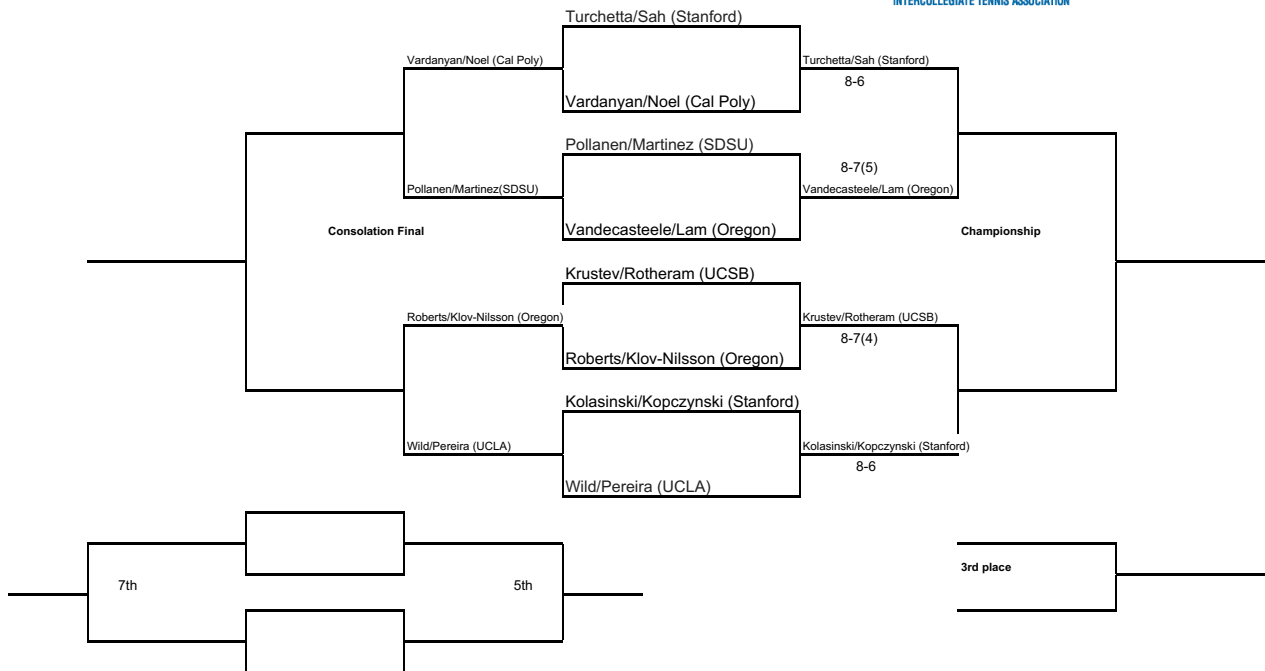 INTERCOLLEGIATE TENNIS ASSOCIATION
Turchetta/Sah (Stanford)
Vardanyan/Noel (Cal Poly)
Turchetta/Sah (Stanford)
8-6
Vardanyan/Noel (Cal Poly)
Pollanen/Martinez (SDSU)
8-7(5)
Pollanen/Martinez(SDSU)
Vandecasteele/Lam (Oregon)
Consolation Final
Vandecasteele/Lam (Oregon)
Championship
Krustev/Rotheram (UCSB)
Roberts/Klov-Nilsson (Oregon)
Krustev/Rotheram (UCSB)
8-7(4)
Roberts/Klov-Nilsson (Oregon)
Kolasinski/Kopczynski (Stanford)
Wild/Pereira (UCLA)
Kolasinski/Kopczynski (Stanford)
8-6
Wild/Pereira (UCLA)
3rd place
7th
5th